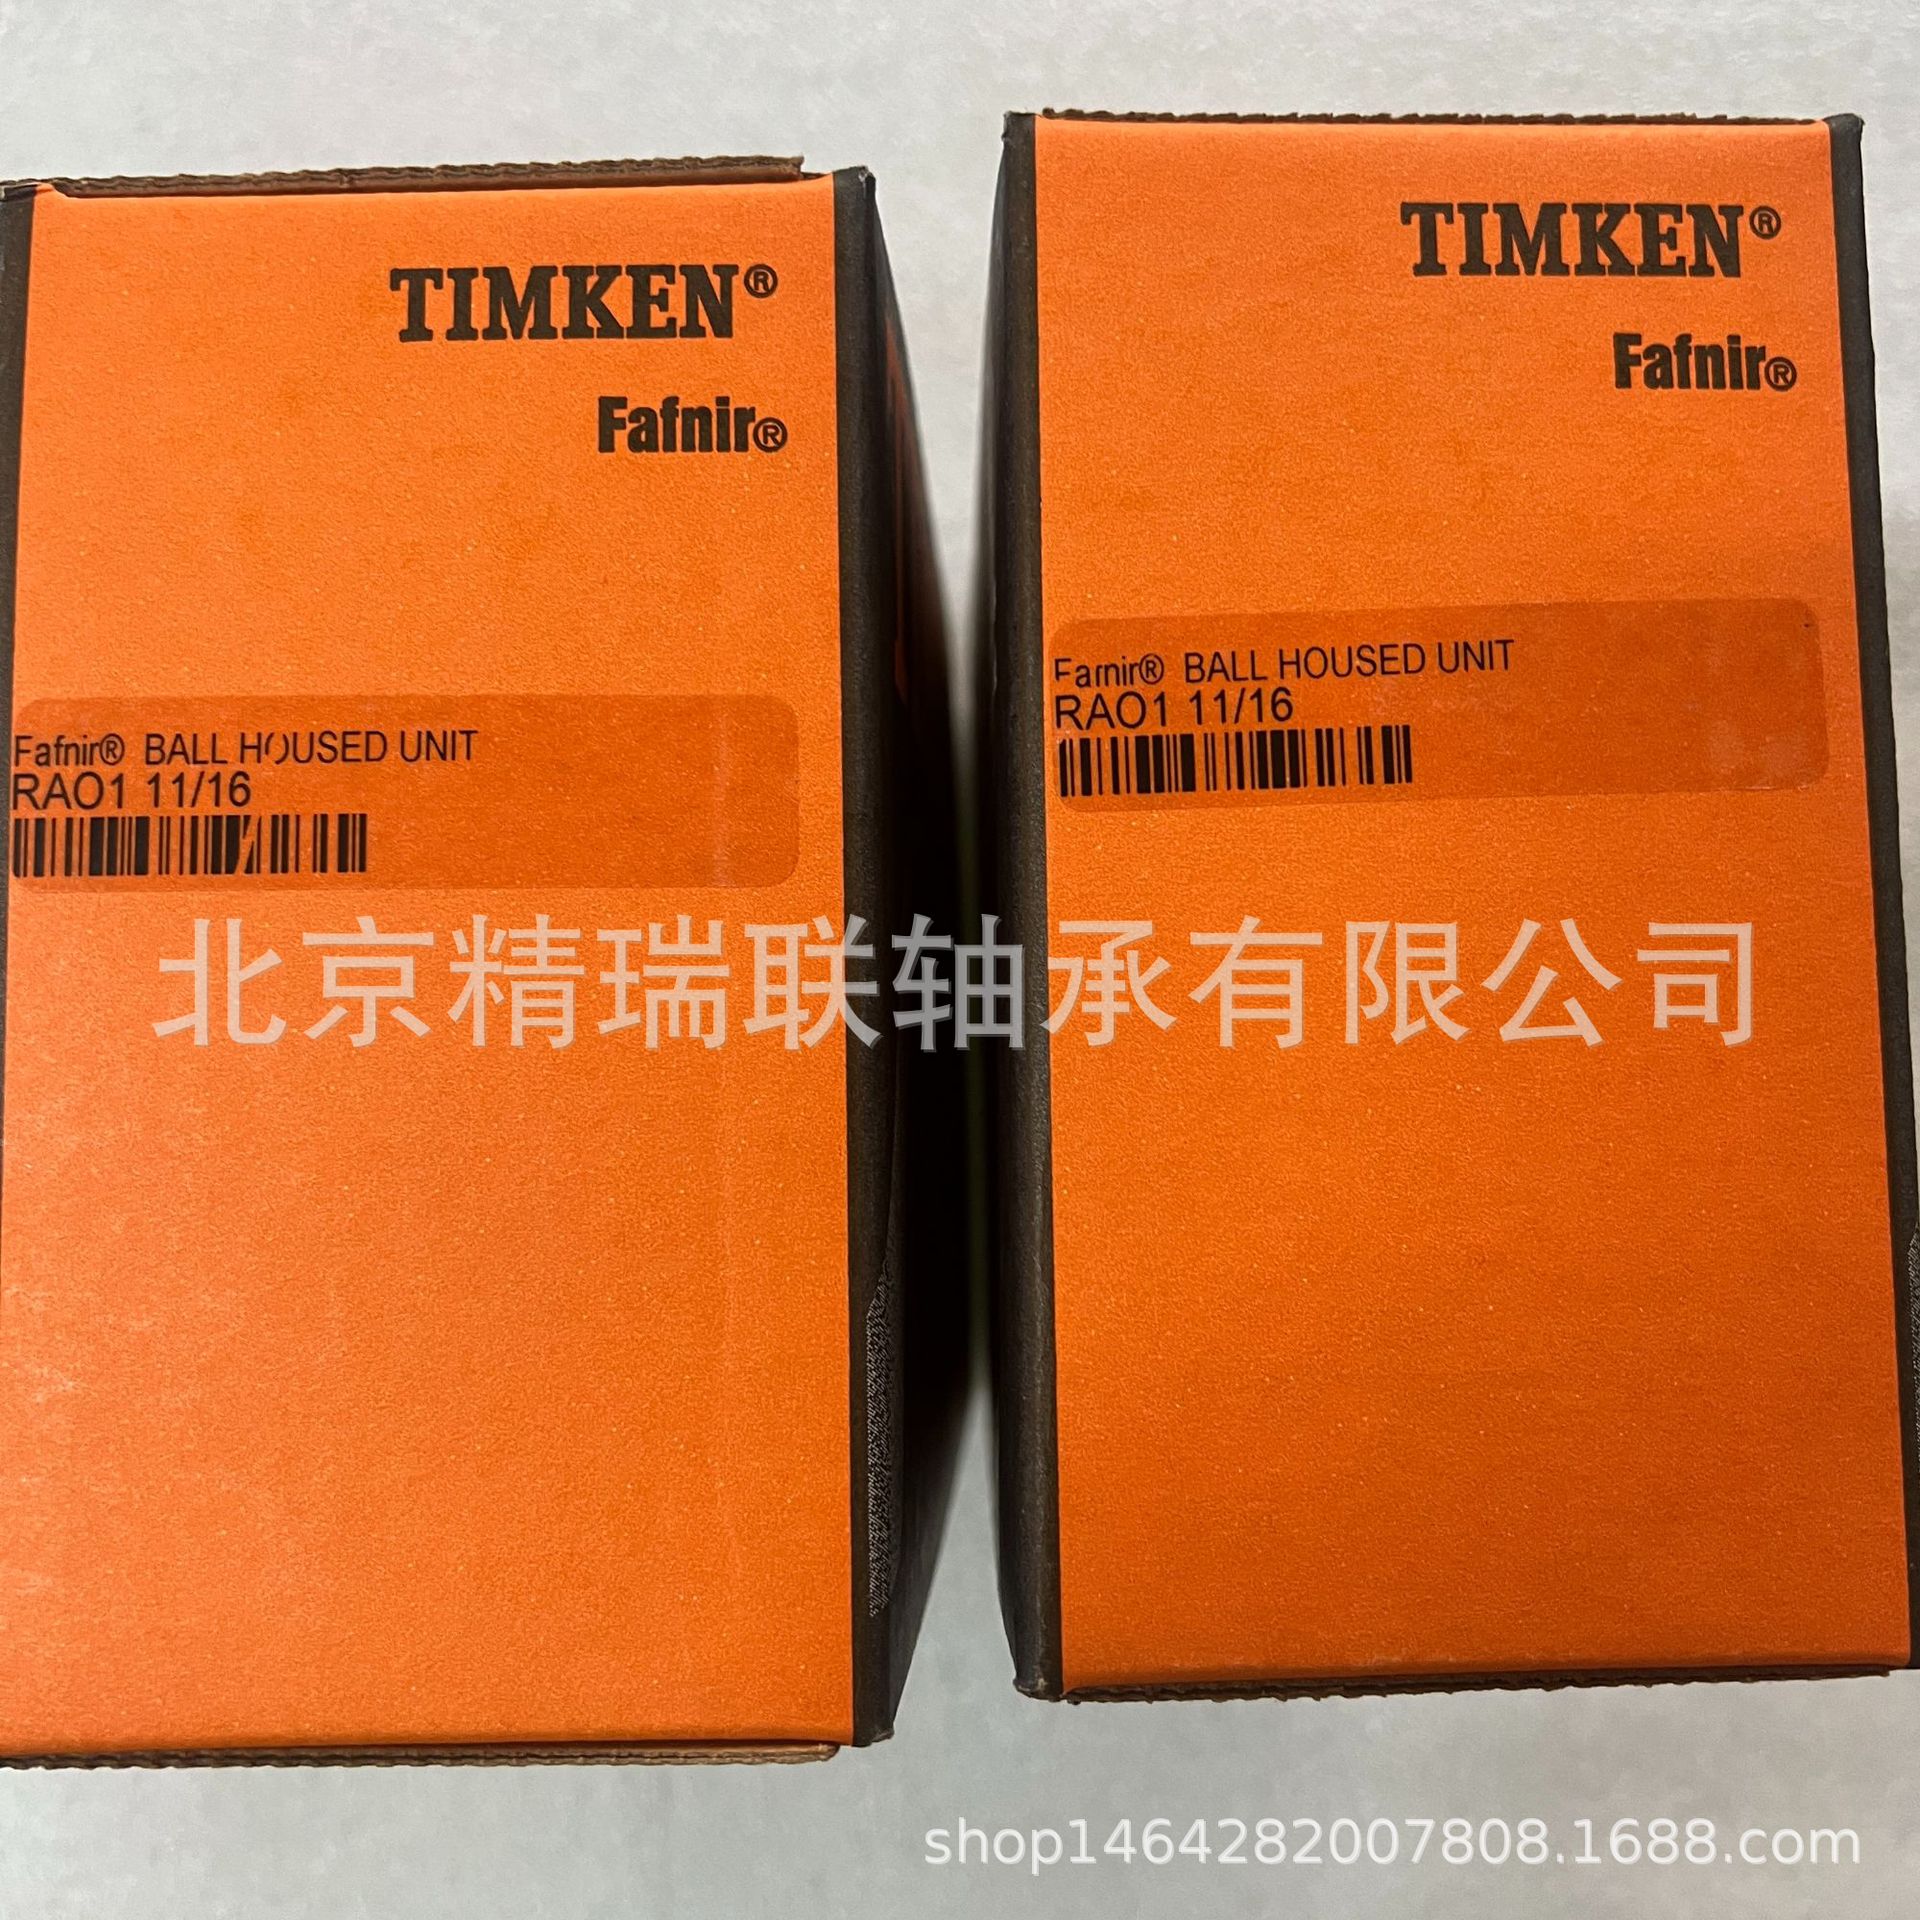 TIMKEN®
Fafnir®
Fafnir® BALL HOUSED UNIT
RAO1 11/16
TIMKEN®
Fafnir®
Fafnir® BALL HOUSED UNIT
RAO1 11/16
北京精瑞联轴承有限公司
shop1464282007808.1688.com